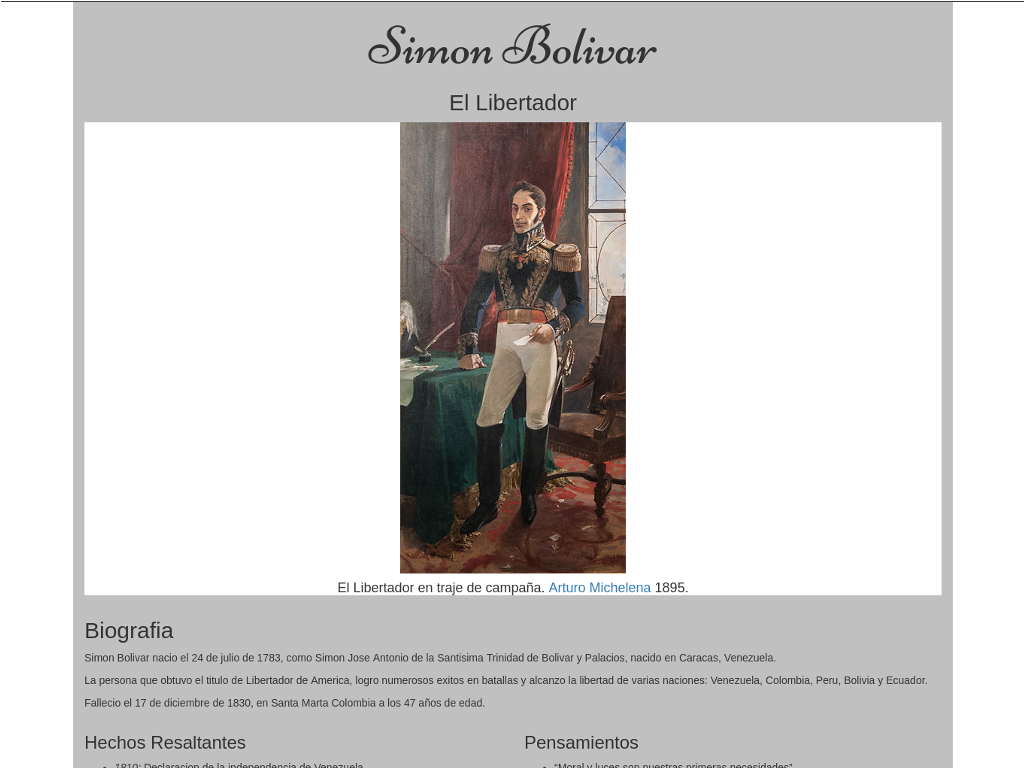 Simon Bolivar
El Libertador
El Libertador en traje de campaña. Arturo Michelena 1895.
Biografia
Simon Bolivar nacio el 24 de julio de 1783, como Simon Jose Antonio de la Santisima Trinidad de Bolivar y Palacios, nacido en Caracas, Venezuela.
La persona que obtuvo el titulo de Libertador de America, logro numerosos exitos en batallas y alcanzo la libertad de varias naciones: Venezuela, Colombia, Peru, Bolivia y Ecuador.
Fallecio el 17 de diciembre de 1830, en Santa Marta Colombia a los 47 años de edad.
Hechos Resaltantes
1810: Declaracion de la independencia de Venezuela
Pensamientos
“Moral y luces son nuestras primeras necesidades”